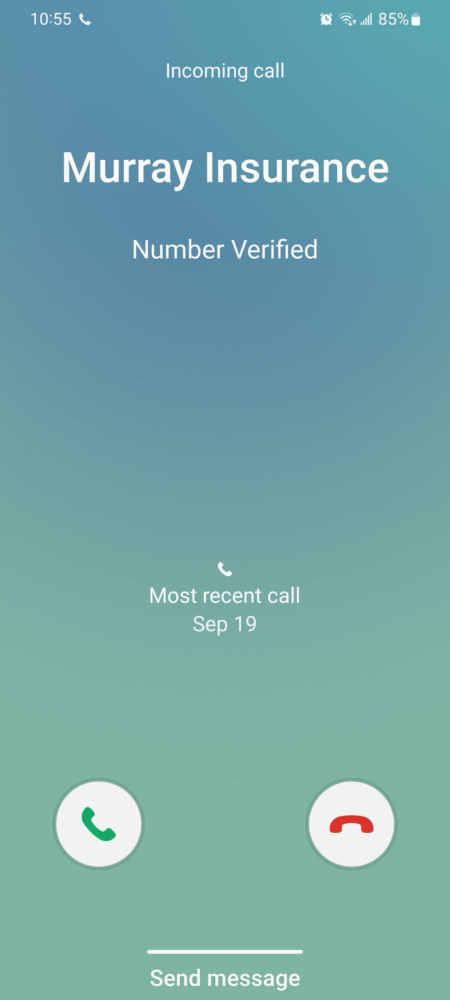 10:55
85%
Incoming call
Murray Insurance
Number Verified
Most recent call
Sep 19
Send message